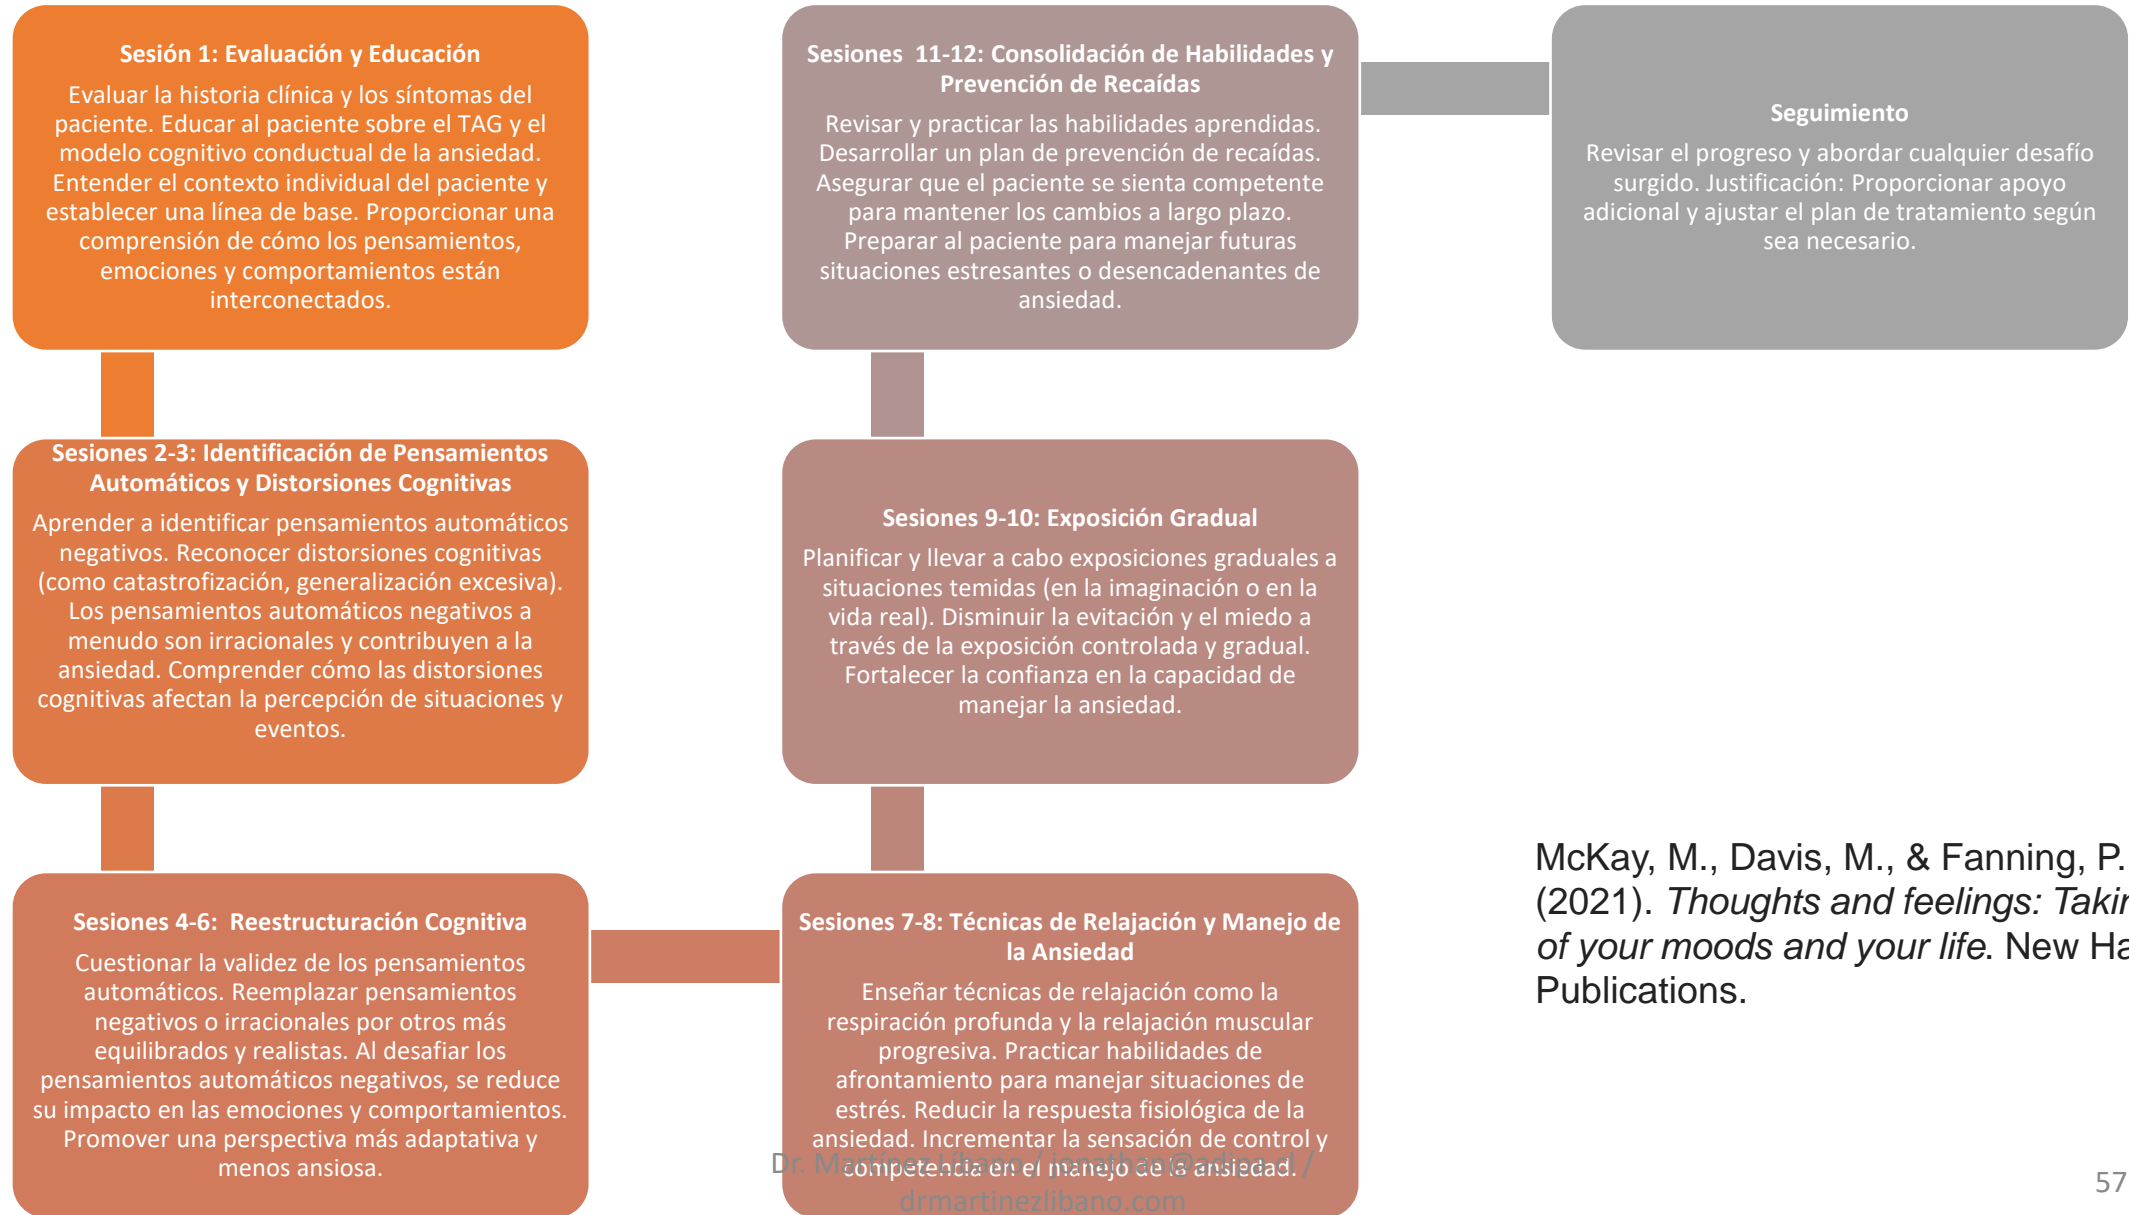 Sesión 1: Evaluación y Educación
Evaluar la historia clínica y los síntomas del
paciente. Educar al paciente sobre el TAG y el
modelo cognitivo conductual de la ansiedad.
Entender el contexto individual del paciente y
establecer una línea de base. Proporcionar una
comprensión de cómo los pensamientos,
emociones y comportamientos están
interconectados.
Sesiones 2-3: Identificación de Pensamientos
Automáticos y Distorsiones Cognitivas
Aprender a identificar pensamientos automáticos
negativos. Reconocer distorsiones cognitivas
(como catastrofización, generalización excesiva).
Los pensamientos automáticos negativos a
menudo son irracionales y contribuyen a la
ansiedad. Comprender cómo las distorsiones
cognitivas afectan la percepción de situaciones y
eventos.
Sesiones 4-6: Reestructuración Cognitiva
Cuestionar la validez de los pensamientos
automáticos. Reemplazar pensamientos
negativos o irracionales por otros más
equilibrados y realistas. Al desafiar los
pensamientos automáticos negativos, se reduce
su impacto en las emociones y comportamientos.
Promover una perspectiva más adaptativa y
menos ansiosa.
Sesiones 7-8: Técnicas de Relajación y Manejo de
la Ansiedad
Enseñar técnicas de relajación como la
respiración profunda y la relajación muscular
progresiva. Practicar habilidades de
afrontamiento para manejar situaciones de
estrés. Reducir la respuesta fisiológica de la
ansiedad. Incrementar la sensación de control y
competencia en el manejo de la ansiedad.
Sesiones 9-10: Exposición Gradual
Planificar y llevar a cabo exposiciones graduales a
situaciones temidas (en la imaginación o en la
vida real). Disminuir la evitación y el miedo a
través de la exposición controlada y gradual.
Fortalecer la confianza en la capacidad de
manejar la ansiedad.
Sesiones 11-12: Consolidación de Habilidades y
Prevención de Recaídas
Revisar y practicar las habilidades aprendidas.
Desarrollar un plan de prevención de recaídas.
Asegurar que el paciente se sienta competente
para mantener los cambios a largo plazo.
Preparar al paciente para manejar futuras
situaciones estresantes o desencadenantes de
ansiedad.
Seguimiento
Revisar el progreso y abordar cualquier desafío
surgido. Justificación: Proporcionar apoyo
adicional y ajustar el plan de tratamiento según
sea necesario.
McKay, M., Davis, M., & Fanning, P.
(2021). Thoughts and feelings: Takin
of your moods and your life. New Ha
Publications.
Dr. Martínez Líbano / jonathan@adipa.cl /
drmartinezlibano.com
57